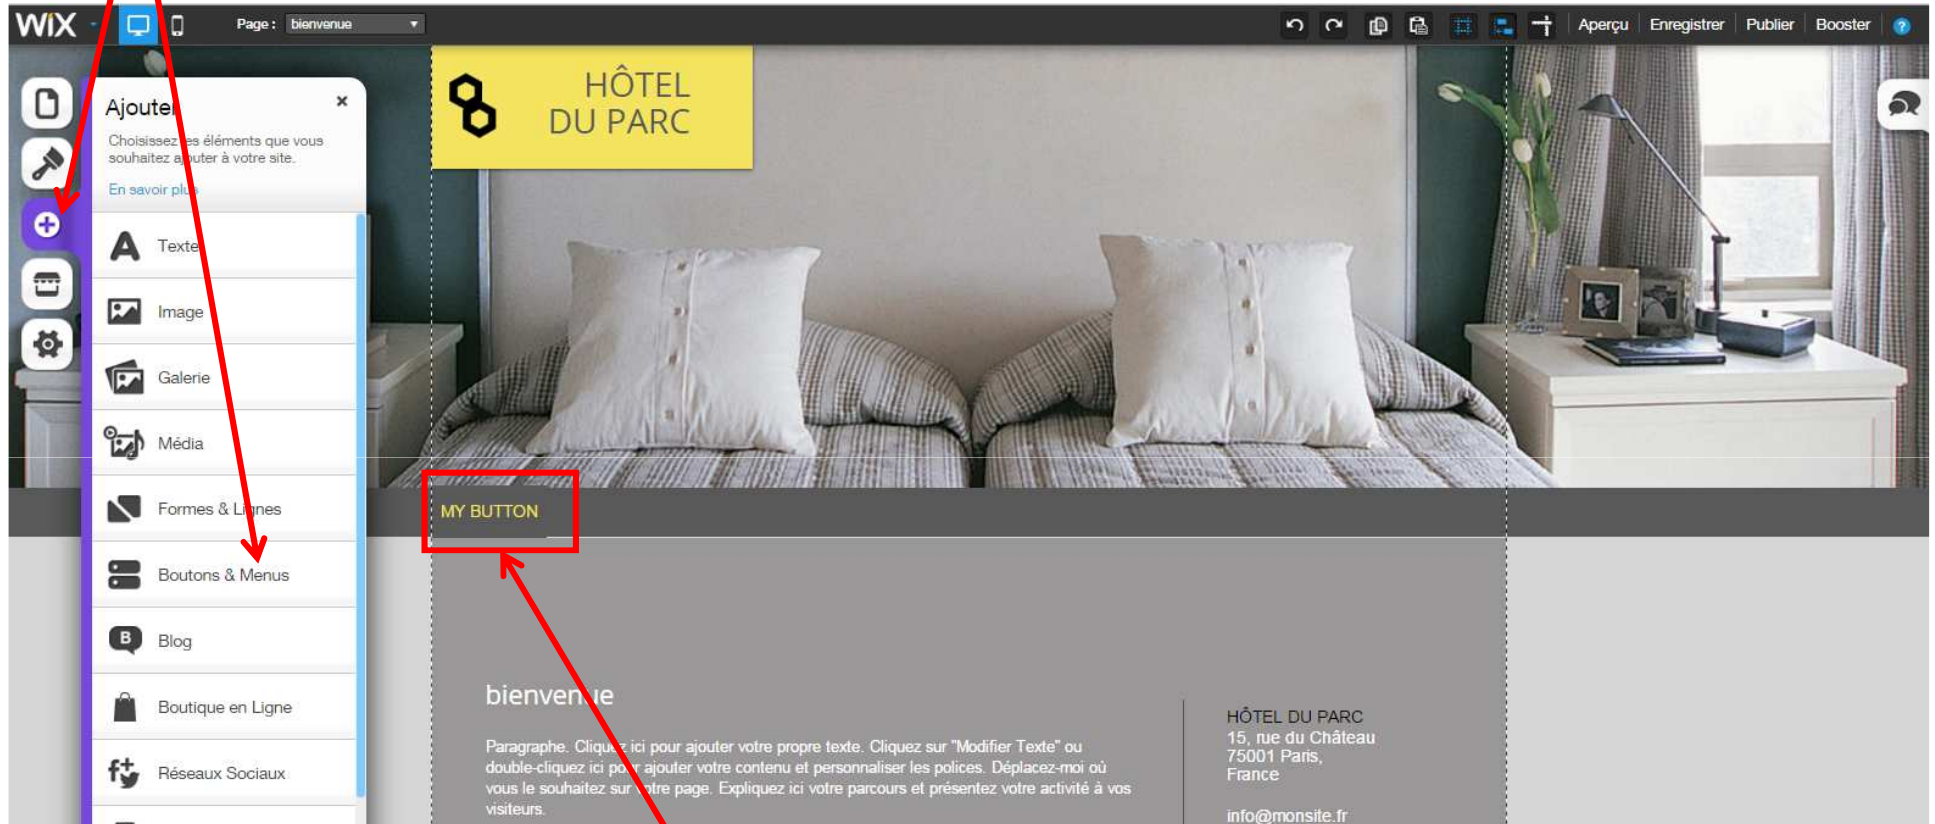 WiX
Page : bienvenue
Aperçu
Enregistrer
Publier
Booster
?
Ajouter
Choisissez les éléments que vous
souhaitez ajouter à votre site.
En savoir plus
Texte
Image
Galerie
Média
Formes & Lignes
Boutons & Menus
Blog
Boutique en Ligne
Réseaux Sociaux
HÔTEL
DU PARC
MY BUTTON
bienvenue
Paragraphe. Cliquez ici pour ajouter votre propre texte. Cliquez sur "Modifier Texte" ou
double-cliquez ici pour ajouter votre contenu et personnaliser les polices. Déplacez-moi où
vous le souhaitez sur votre page. Expliquez ici votre parcours et présentez votre activité à vos
visiteurs.
HÔTEL DU PARC
15, rue du Château
75001 Paris,
France
info@monsite.fr